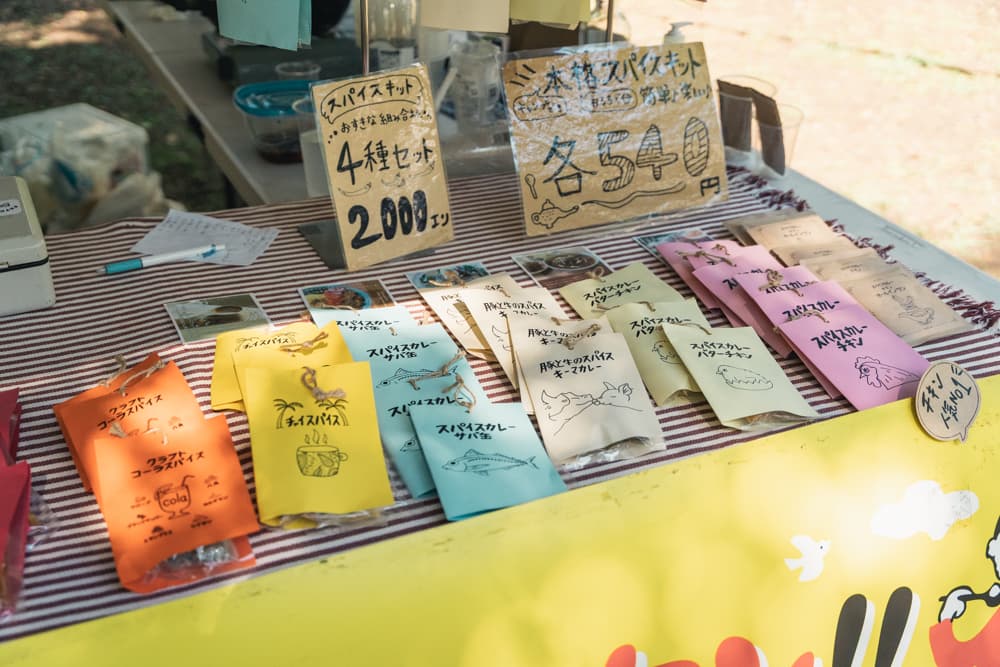 スパイスキット
おすきな組み合わせ
4種セット
2.000エン
本格スパイスキット
簡単♪
各540円
クラフト
コーラスパイス
クラフト
コーラスパイス
cola
チャイスパイス
チャイスパイス
スパイスカレー
サバ缶
スパイスカレー
サバ缶
スパイスカレー
サバ缶
豚と牛のスパイス
キーマカレー
豚と牛のスパイス
キーマカレー
スパイスカレー
バターチキン
スパイスカレー
バターチキン
スパイスカレー
バターチキン
スパイスカレー
チキン
スパイスカレー
チキン
チキン
人気No.1